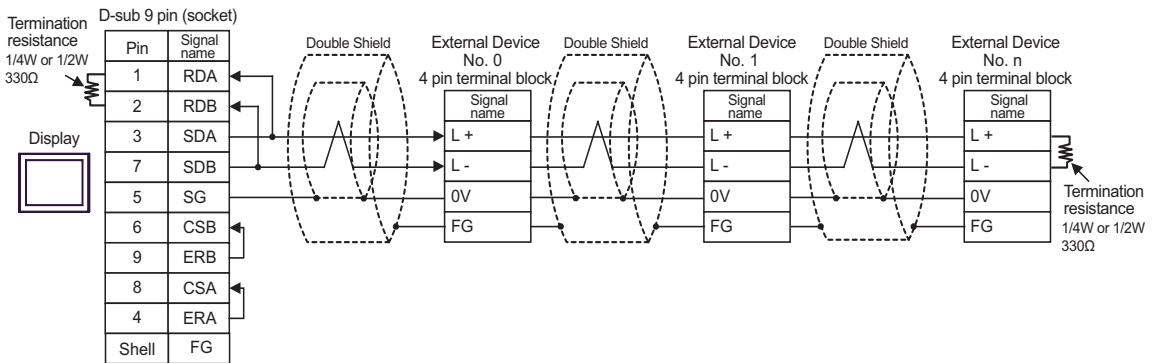 Termination
resistance
1/4W or 1/2W
330Ω
Display
D-sub 9 pin (socket)
Pin Signal name
1 RDA
2 RDB
3 SDA
7 SDB
5 SG
6 CSB
9 ERB
8 CSA
4 ERA
Shell FG
Double Shield
External Device
No. 0
4 pin terminal block
Signal
name
L +
L -
0V
FG
Double Shield
External Device
No. 1
4 pin terminal block
Signal
name
L +
L -
0V
FG
Double Shield
External Device
No. n
4 pin terminal block
Signal
name
L +
L -
0V
FG
Termination
resistance
1/4W or 1/2W
330Ω